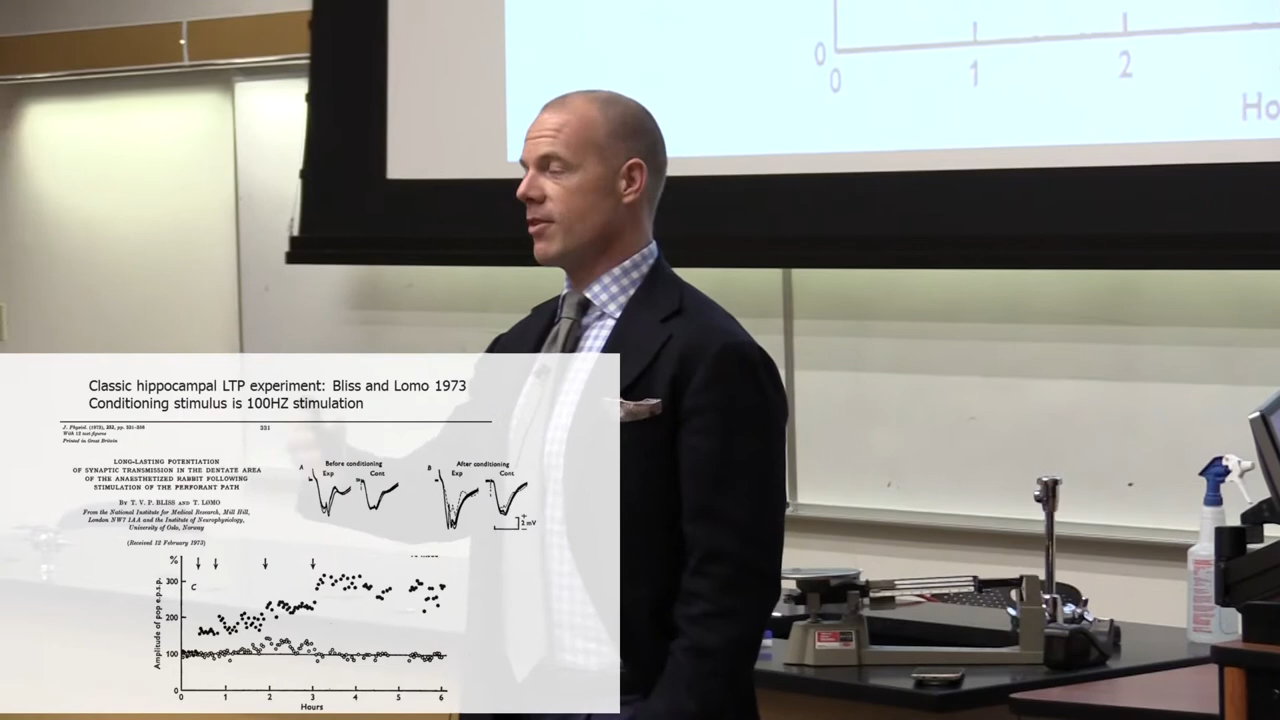 0
0
1
2
Ho
Classic hippocampal LTP experiment: Bliss and Lomo 1973
Conditioning stimulus is 100HZ stimulation
J. Physiol. (1973), 232, pp. 331-356
With 12 text-figures
Printed in Great Britain
331
LONG-LASTING POTENTIATION
OF SYNAPTIC TRANSMISSION IN THE DENTATE AREA
OF THE ANAESTHETIZED RABBIT FOLLOWING
STIMULATION OF THE PERFORANT PATH
By T. V. P. BLISS AND T. LØMO
From the National Institute for Medical Research, Mill Hill,
London NW7 1AA and the Institute of Neurophysiology,
University of Oslo, Norway
(Received 12 February 1973)
A
Before conditioning
Exp
Cont
B
After conditioning
Exp
Cont
2 mV
%
300
200
100
0
C
Amplitude of pop e.p.s.p.
0 1 2 3 4 5 6
Hours